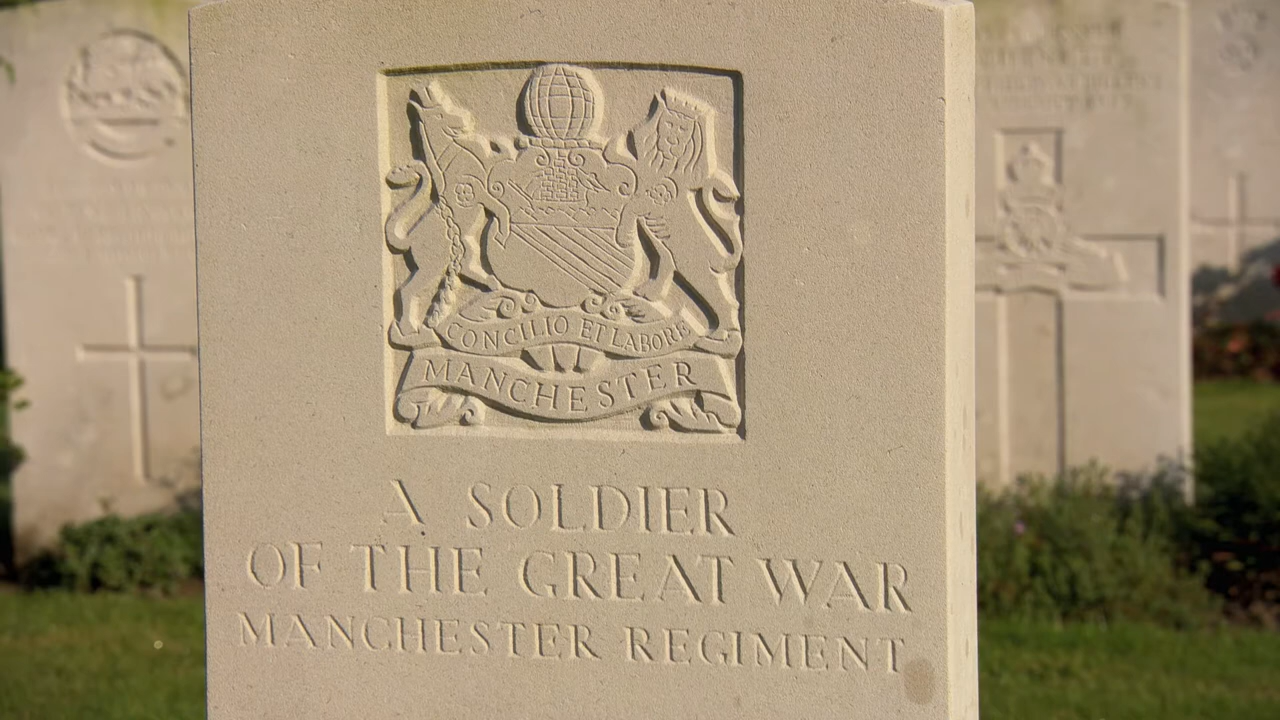 CONCILIO ET LABORE
MANCHESTER
A SOLDIER
OF THE GREAT WAR
MANCHESTER REGIMENT